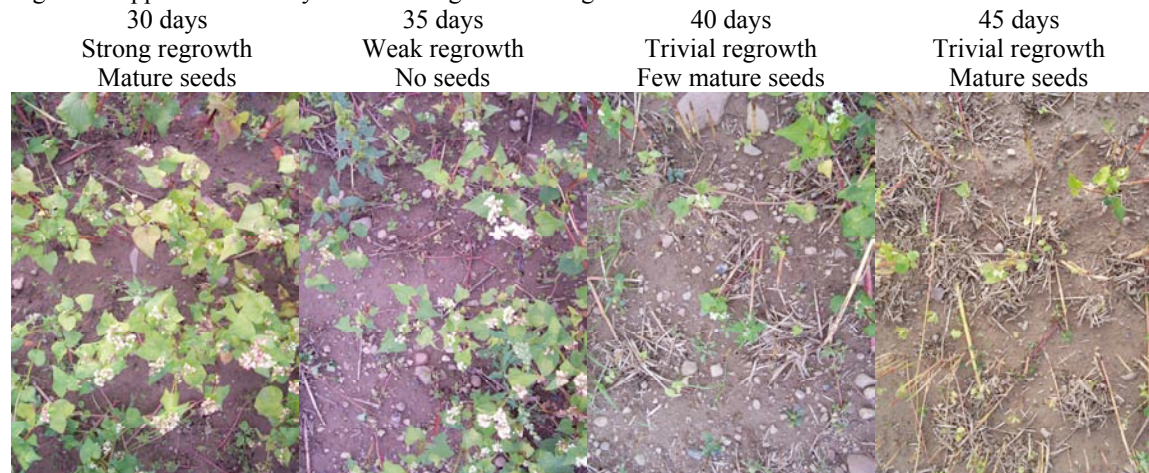 30 days
35 days
40 days
45 days
Strong regrowth
Weak regrowth
Trivial regrowth
Trivial regrowth
Mature seeds
No seeds
Few mature seeds
Mature seeds